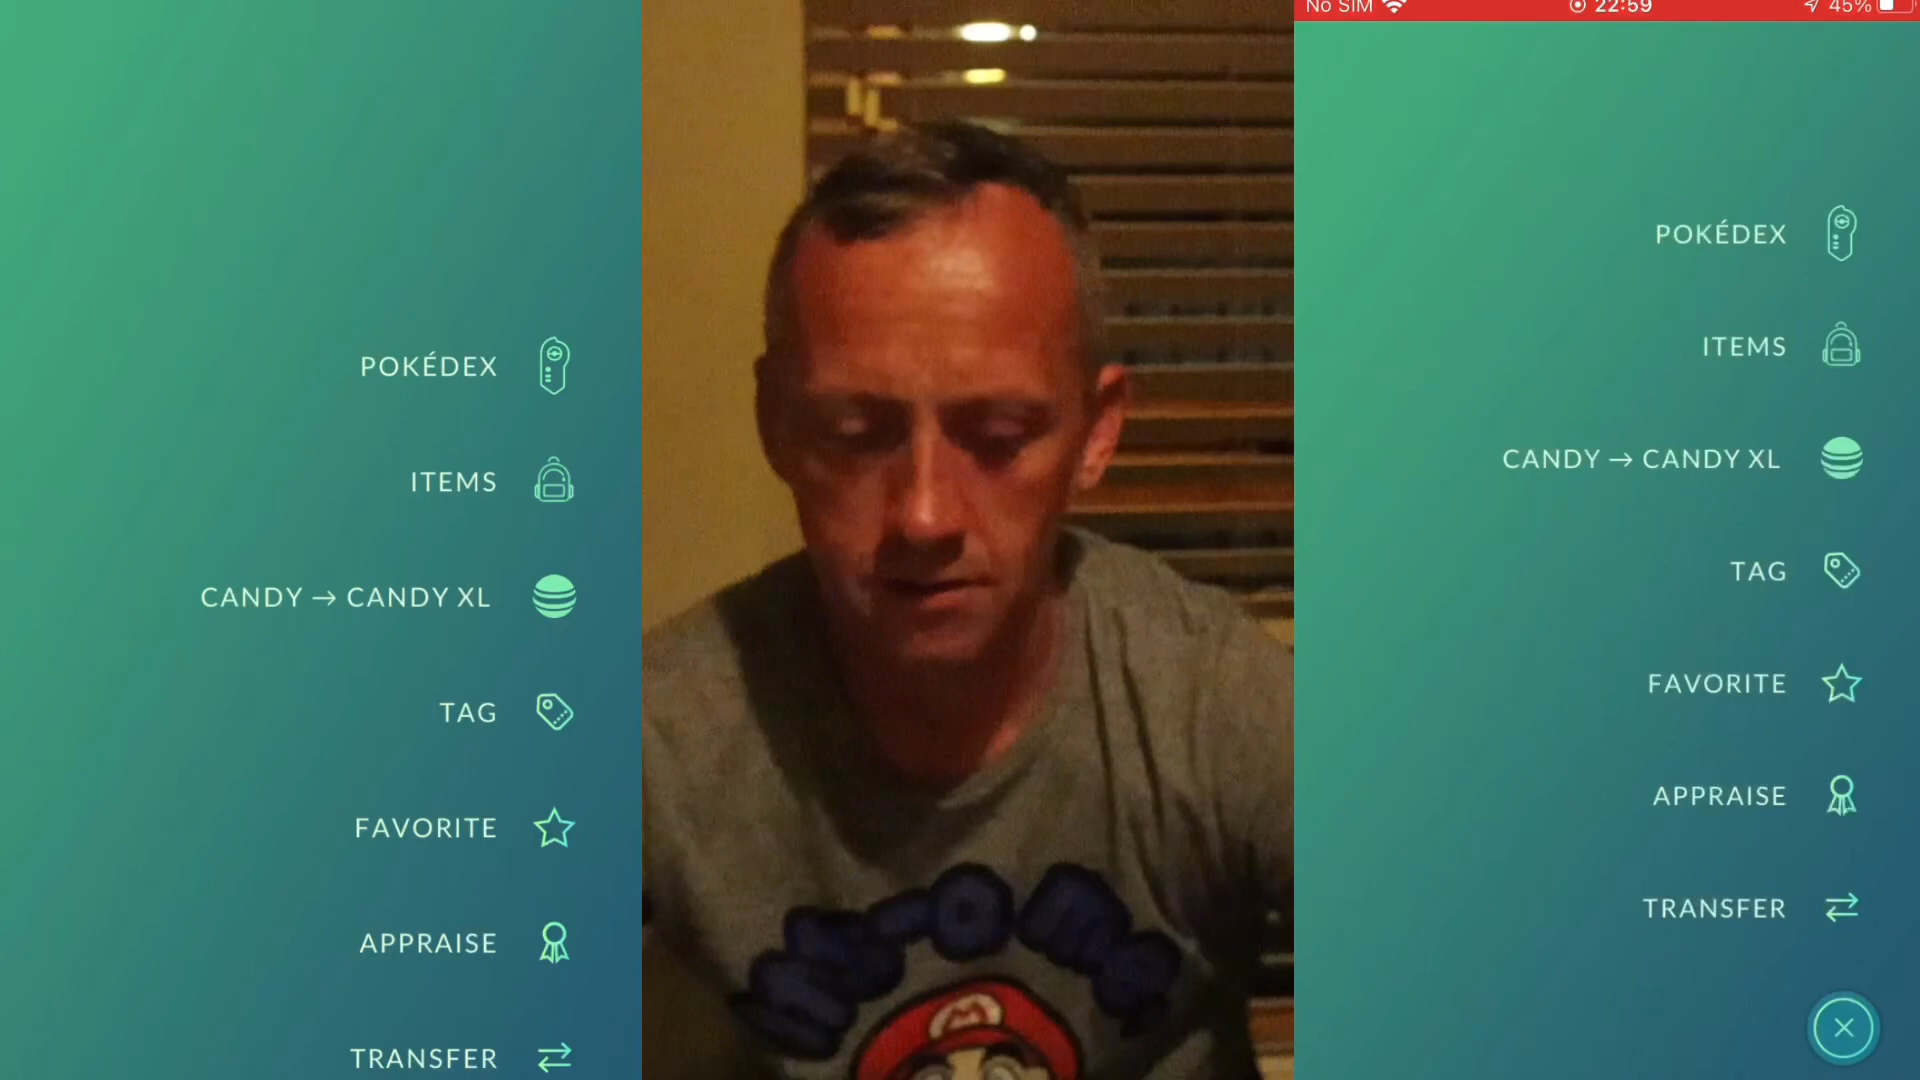 POKÉDEX
ITEMS
CANDY → CANDY XL
TAG
FAVORITE
APPRAISE
TRANSFER
M
No SIM 22:59 45%
POKÉDEX
ITEMS
CANDY → CANDY XL
TAG
FAVORITE
APPRAISE
TRANSFER